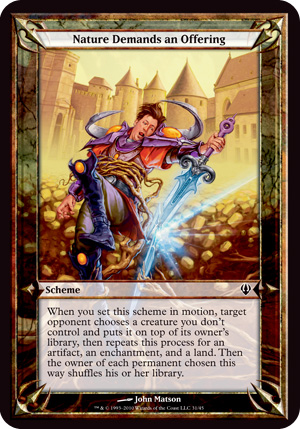 Nature Demands an Offering
Scheme
When you set this scheme in motion, target
opponent chooses a creature you don't
control and puts it on top of its owner's
library, then repeats this process for an
artifact, an enchantment, and a land. Then
the owner of each permanent chosen this
way shuffles his or her library.
John Matson
™ & © 1993–2010 Wizards of the Coast LLC 31/45